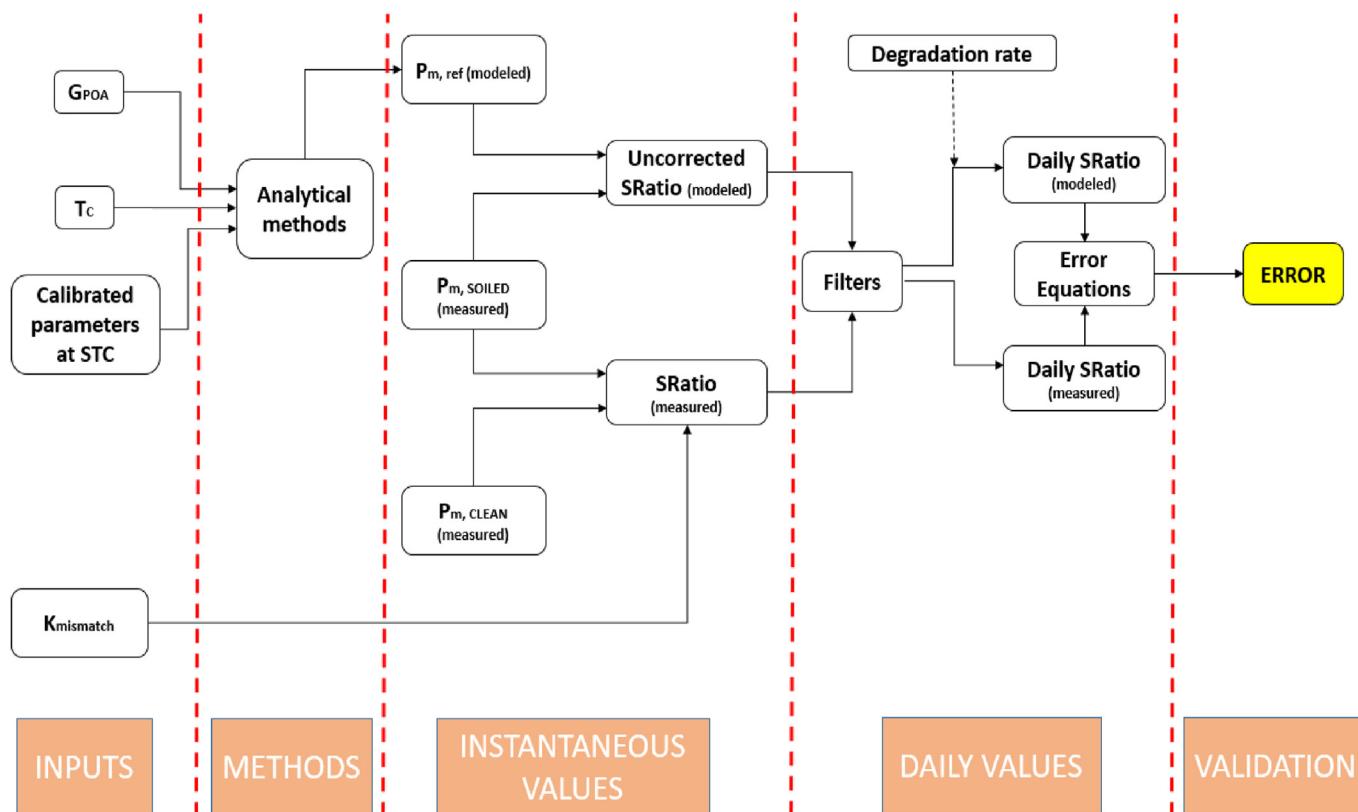 Degradation rate
Pm, ref (modeled)
GPOA
Uncorrected
SRatio (modeled)
Daily SRatio
(modeled)
Analytical
methods
TC
Pm, SOILED
(measured)
Filters
Error
Equations
ERROR
Calibrated
parameters
at STC
SRatio
(measured)
Daily SRatio
(measured)
Pm, CLEAN
(measured)
Kmismatch
INPUTS
METHODS
INSTANTANEOUS
VALUES
DAILY VALUES
VALIDATION